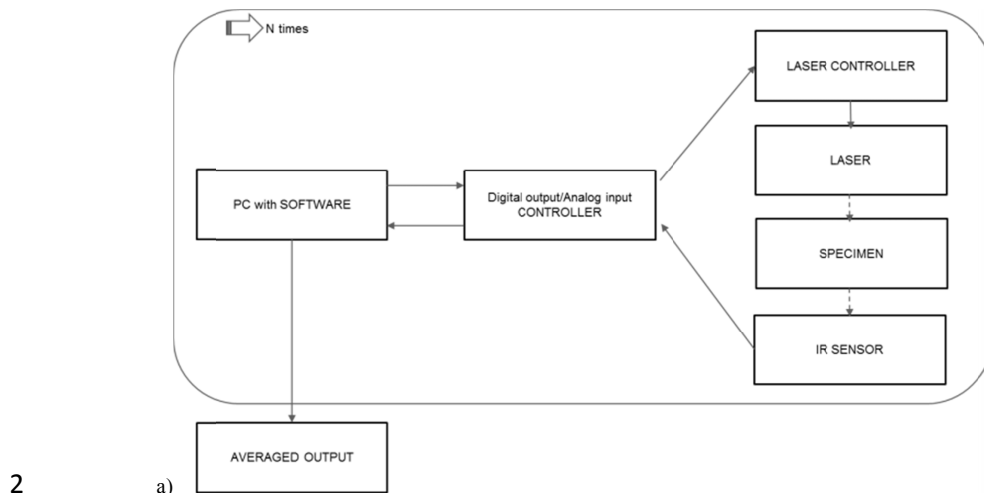 N times
LASER CONTROLLER
LASER
PC with SOFTWARE
Digital output/Analog input
CONTROLLER
SPECIMEN
IR SENSOR
AVERAGED OUTPUT
2 a)